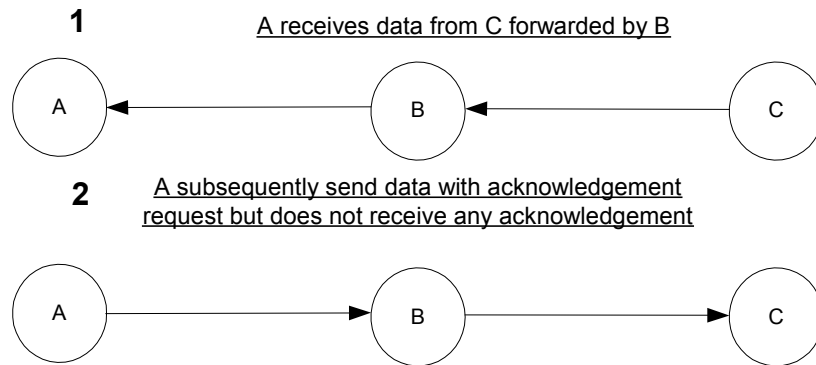 1
A receives data from C forwarded by B
A
B
C
2
A subsequently send data with acknowledgement
request but does not receive any acknowledgement
A
B
C